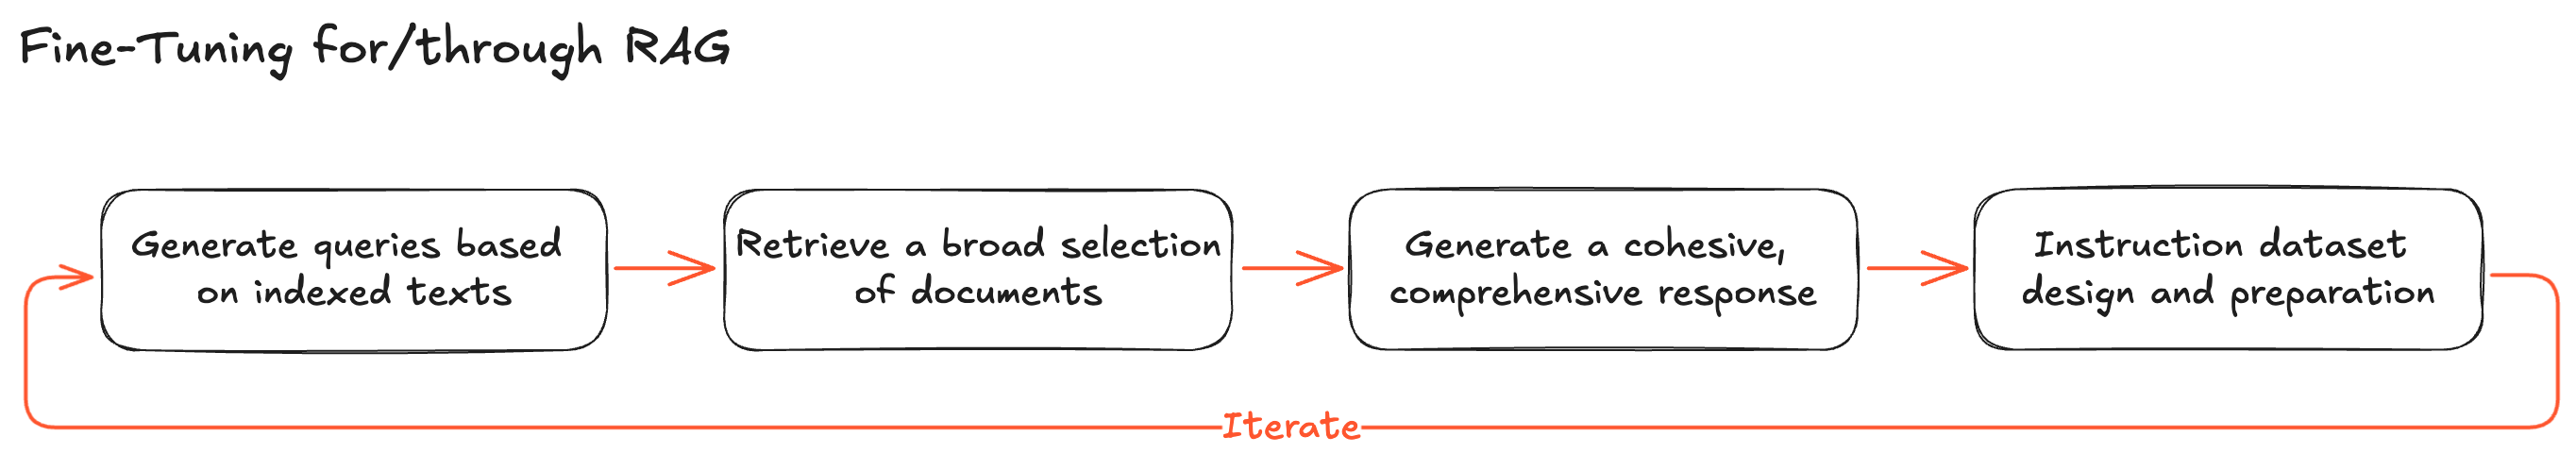 Fine-Tuning for/through RAG
Generate queries based
on indexed texts
Retrieve a broad selection
of documents
Generate a cohesive,
comprehensive response
Instruction dataset
design and preparation
Iterate